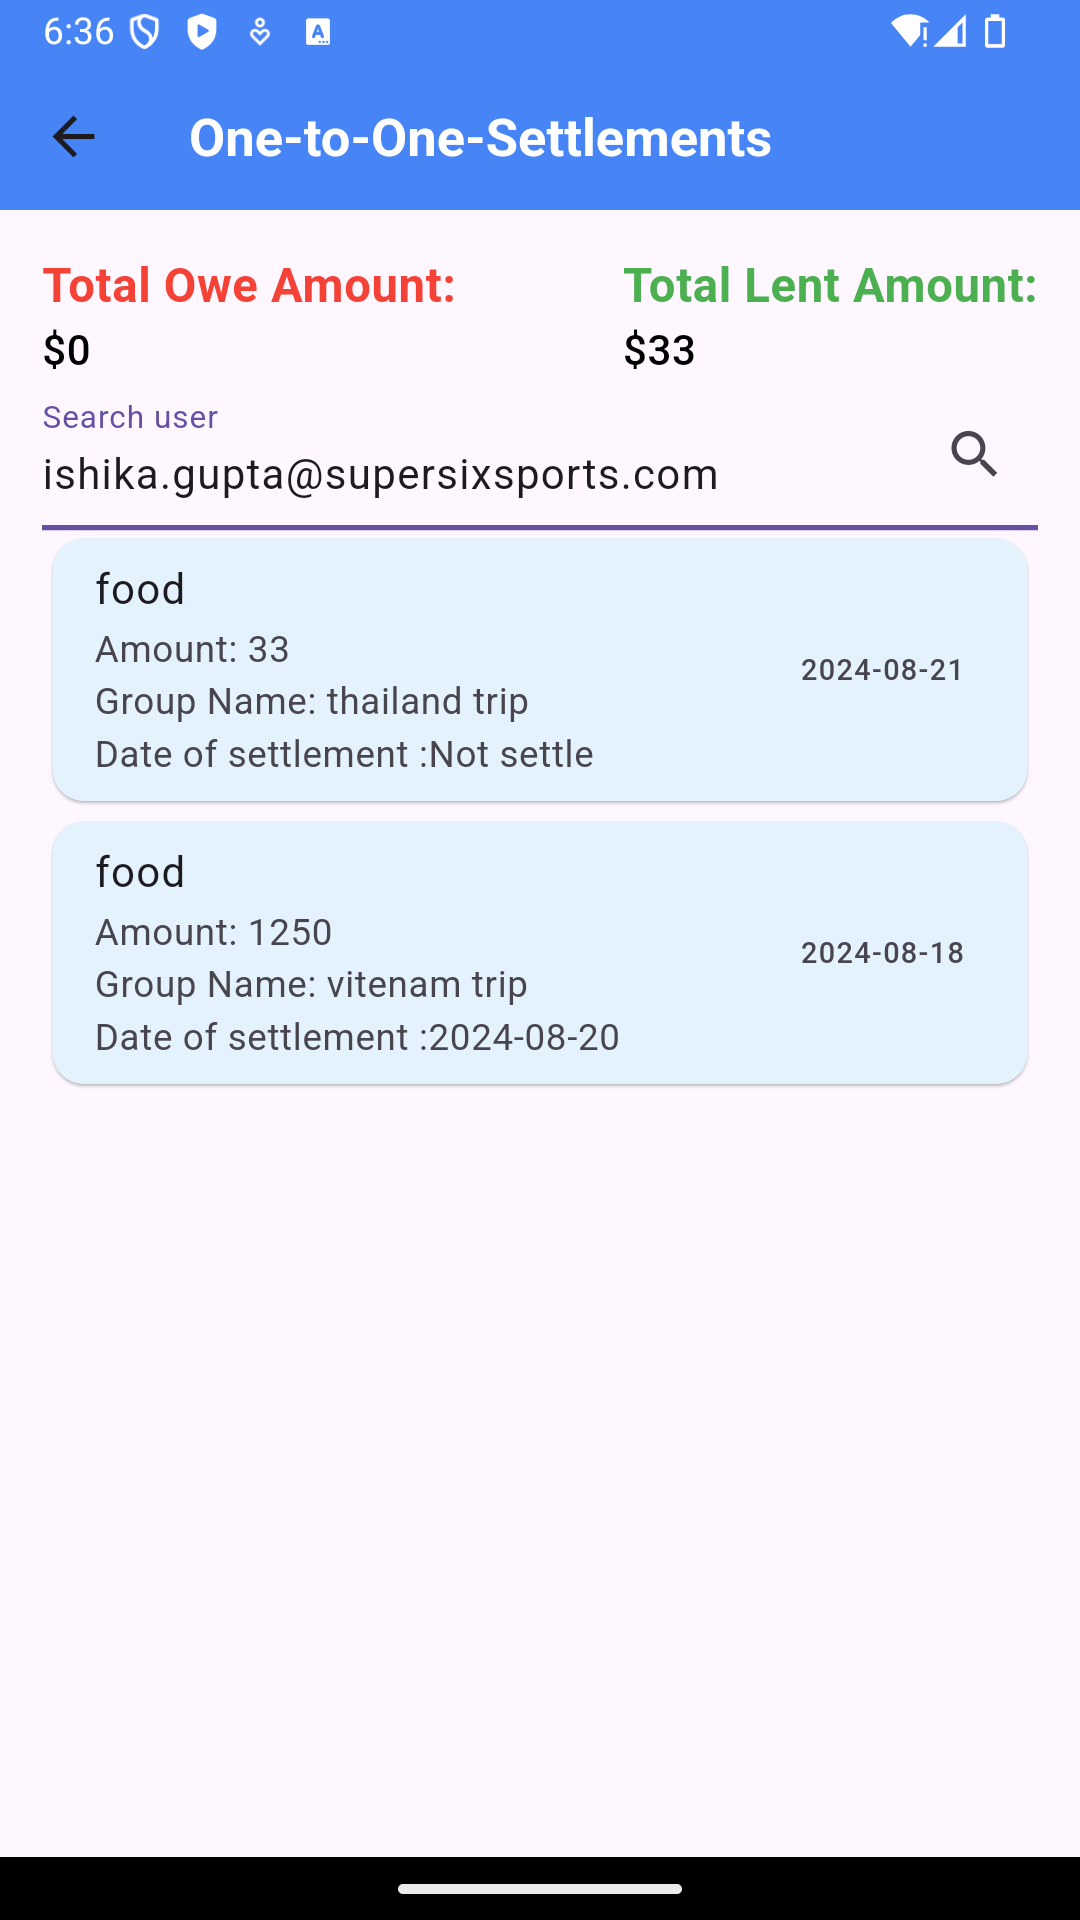 6:36
One-to-One-Settlements
Total Owe Amount:
$0
Total Lent Amount:
$33
Search user
ishika.gupta@supersixsports.com
food
Amount: 33
Group Name: thailand trip
Date of settlement :Not settle
2024-08-21
food
Amount: 1250
Group Name: vitenam trip
Date of settlement :2024-08-20
2024-08-18